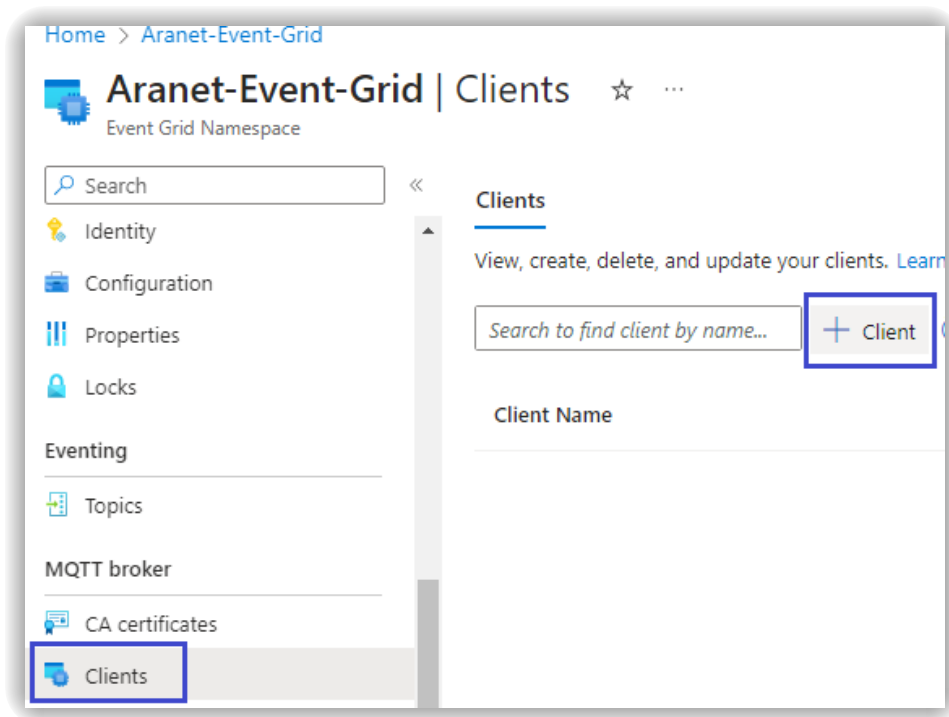 Home > Aranet-Event-Grid
Aranet-Event-Grid | Clients
Event Grid Namespace
Search
Identity
Configuration
Properties
Locks
Eventing
Topics
MQTT broker
CA certificates
Clients
Clients
View, create, delete, and update your clients. Learn
Search to find client by name...
+ Client
Client Name